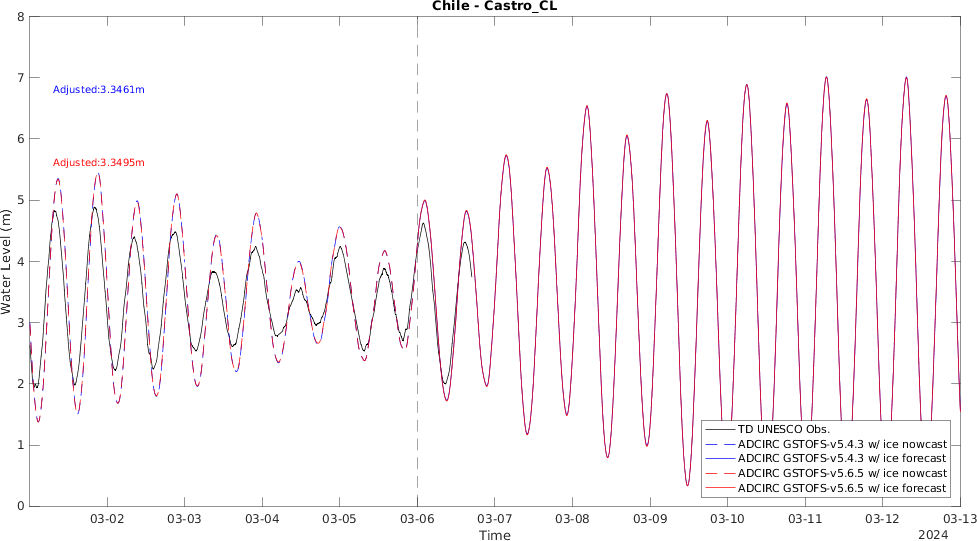 Chile - Castro_CL
8
7
6
5
4
3
2
1
0
Water Level (m)
Adjusted:3.3461m
Adjusted:3.3495m
TD UNESCO Obs.
ADCIRC GSTOFS-v5.4.3 w/ ice nowcast
ADCIRC GSTOFS-v5.4.3 w/ ice forecast
ADCIRC GSTOFS-v5.6.5 w/ ice nowcast
ADCIRC GSTOFS-v5.6.5 w/ ice forecast
03-02 03-03 03-04 03-05 03-06 03-07 03-08 03-09 03-10 03-11 03-12 03-13
Time
2024